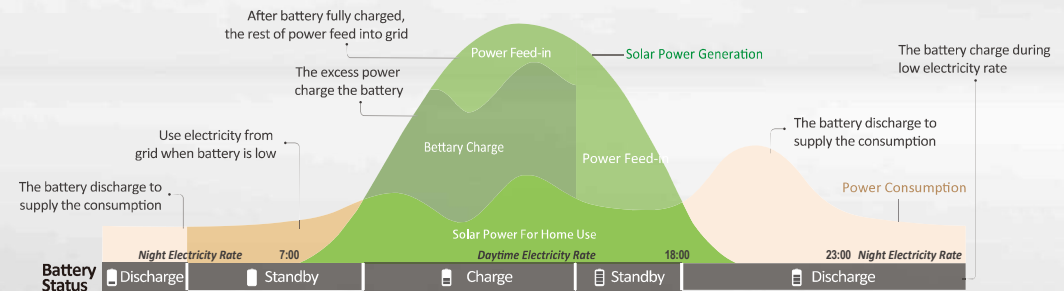 After battery fully charged,
the rest of power feed into grid
Power Feed-in
Solar Power Generation
The battery charge during
low electricity rate
The excess power
charge the battery
Use electricity from
grid when battery is low
Bettary Charge
Power Feed-in
The battery discharge to
supply the consumption
The battery discharge to
supply the consumption
Power Consumption
Solar Power For Home Use
Night Electricity Rate
7:00
Daytime Electricity Rate
18:00
23:00 Night Electricity Rate
Battery
Status
Discharge
Standby
Charge
Standby
Discharge